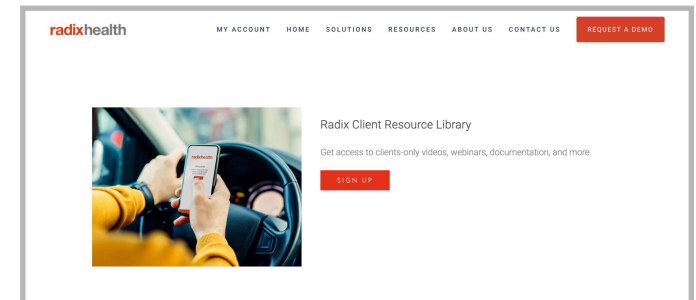 radixhealth
MY ACCOUNT HOME SOLUTIONS RESOURCES ABOUT US CONTACT US REQUEST A DEMO
Radix Client Resource Library
Get access to clients-only videos, webinars, documentation, and more.
SIGN UP
radixhealth